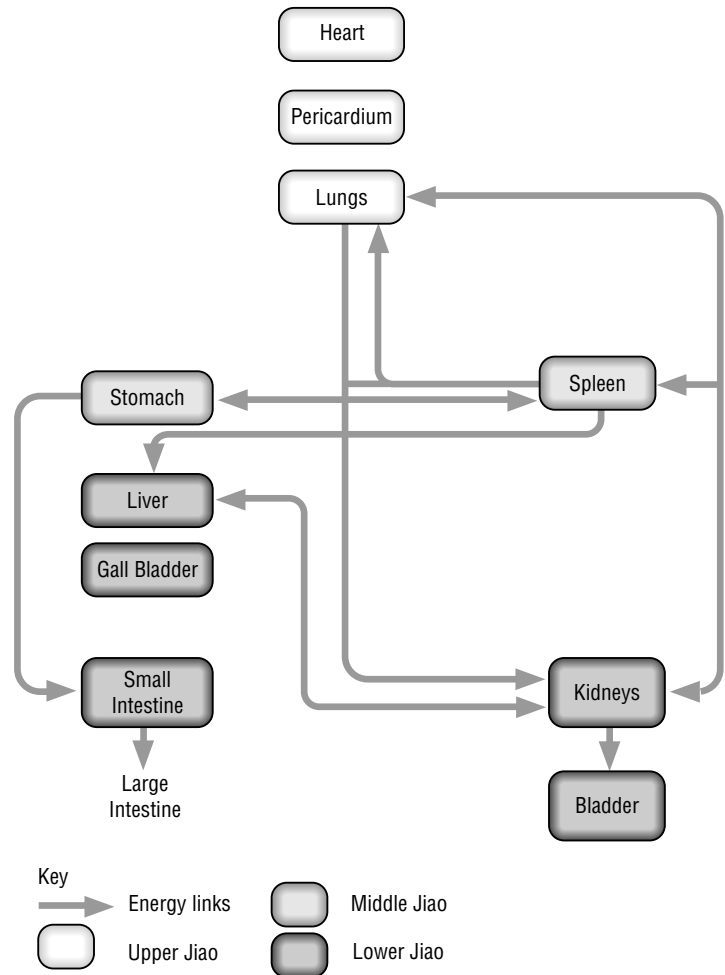 Heart
Pericardium
Lungs
Stomach
Spleen
Liver
Gall Bladder
Small
Intestine
Kidneys
Large
Intestine
Bladder
Key
Energy links
Middle Jiao
Upper Jiao
Lower Jiao